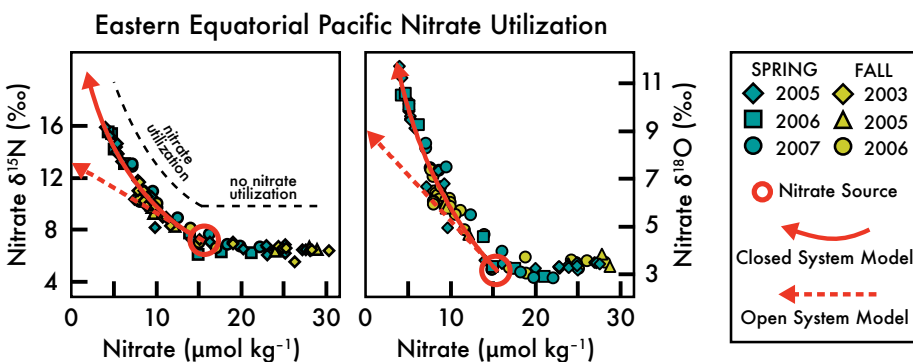 Eastern Equatorial Pacific Nitrate Utilization
Nitrate δ¹⁵N (‰)
16
12
8
4
nitrate
utilization
no nitrate
utilization
0 10 20 30
Nitrate (μmol kg⁻¹)
11
9
7
5
3
Nitrate δ¹⁸O (‰)
0 10 20 30
Nitrate (μmol kg⁻¹)
SPRING FALL
2005 2003
2006 2005
2007 2006
Nitrate Source
Closed System Model
Open System Model